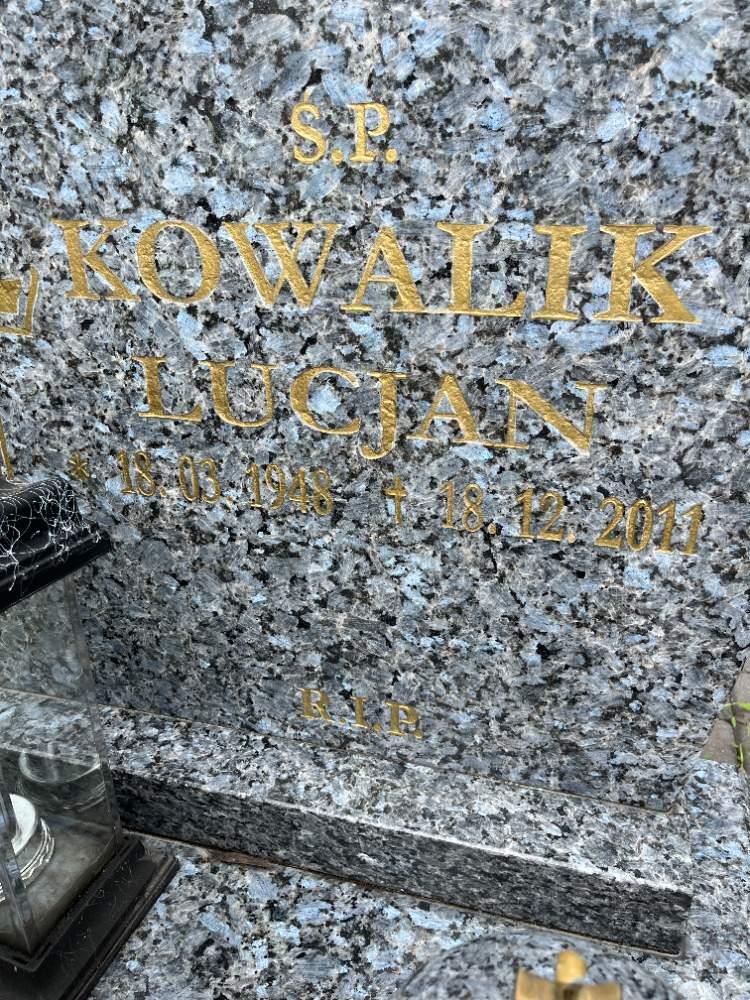 Ś.P.
KOWALIK
LUCJAN
* 18.03.1948 † 18.12.2011
R.I.P.